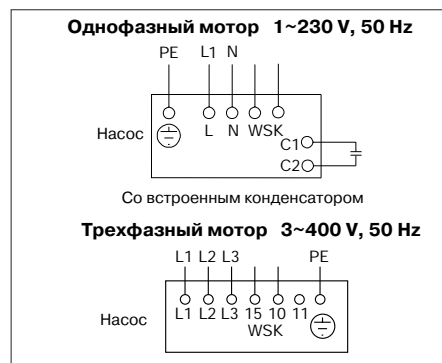 Однофазный мотор 1~230 V, 50 Hz
PE L1 N
Насос L N WSK
C1
C2
Со встроенным конденсатором
Трехфазный мотор 3~400 V, 50 Hz
L1 L2 L3 PE
Насос L1 L2 L3 15 10 11
WSK